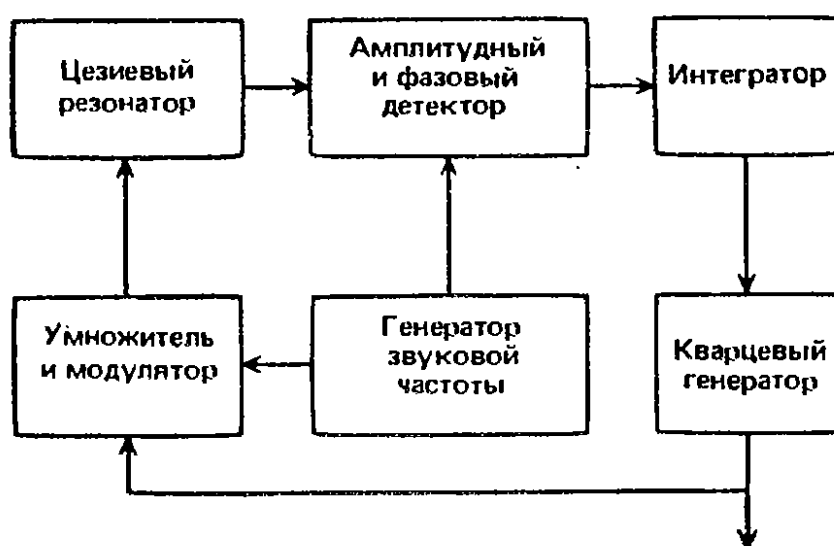 Цезиевый
резонатор
Амплитудный
и фазовый
детектор
Интегратор
Умножитель
и модулятор
Генератор
звуковой
частоты
Кварцевый
генератор